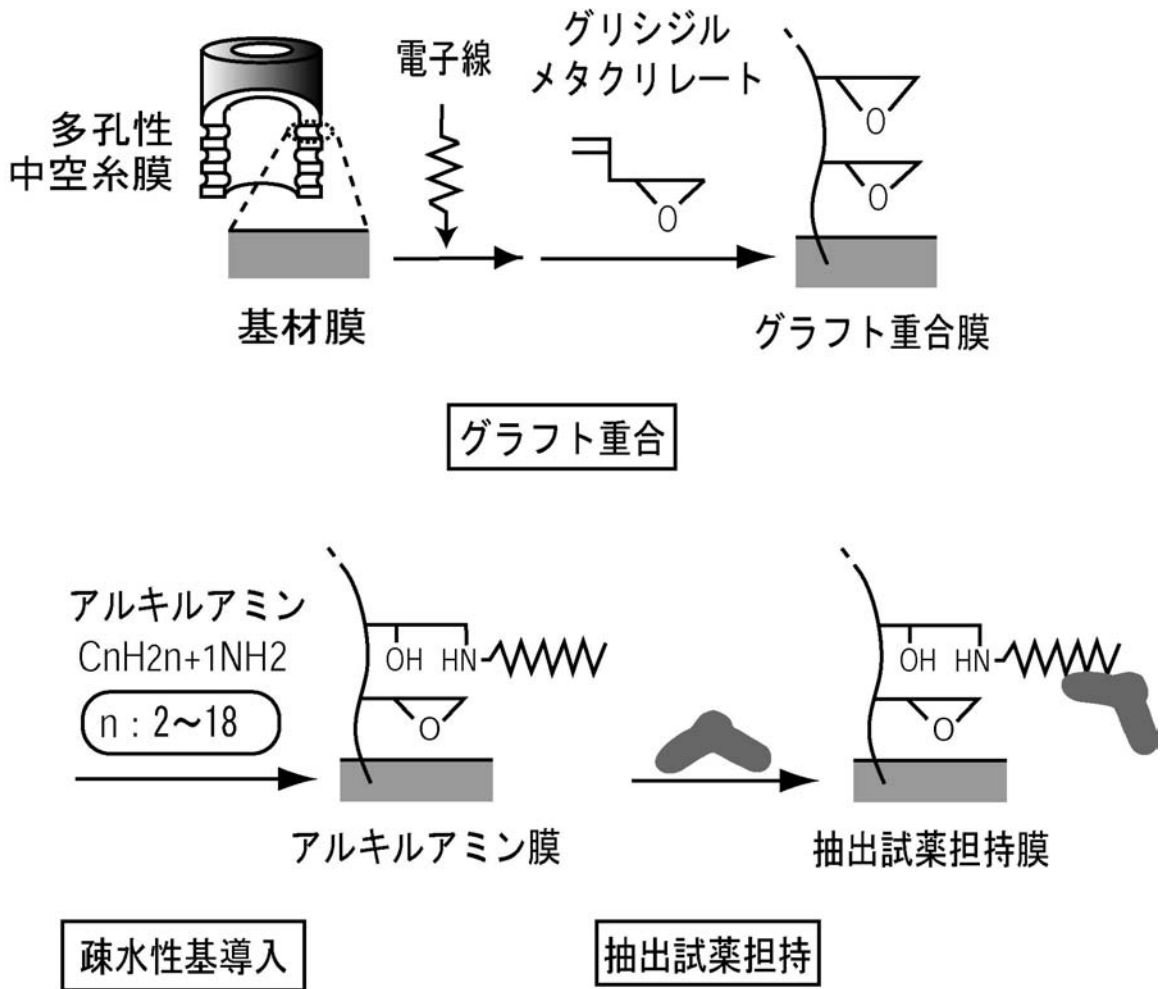 電子線
グリシジル
メタクリレート
多孔性
中空糸膜
O
O
O
基材膜
グラフト重合膜
グラフト重合
アルキルアミン
CnH2n+1NH2
n : 2〜18
OH HN
O
アルキルアミン膜
OH HN
O
抽出試薬担持膜
疎水性基導入
抽出試薬担持